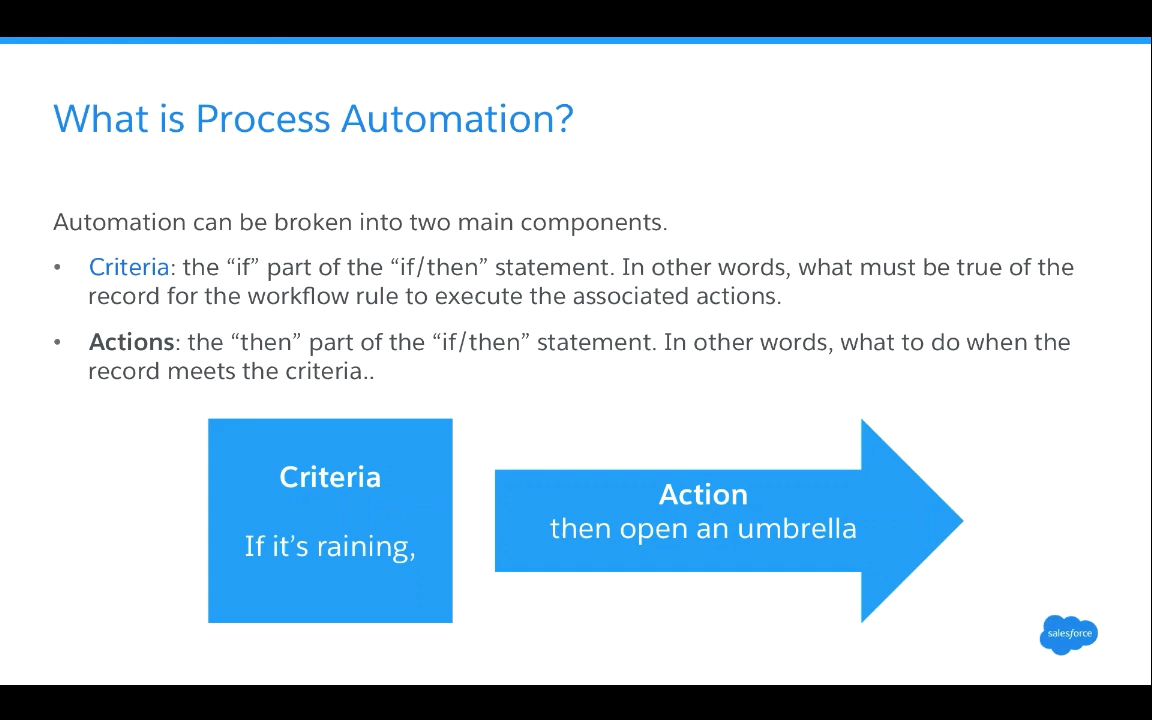 What is Process Automation?
Automation can be broken into two main components.
• Criteria: the “if” part of the “if/then” statement. In other words, what must be true of the
record for the workflow rule to execute the associated actions.
• Actions: the “then” part of the “if/then” statement. In other words, what to do when the
record meets the criteria..
Criteria
If it’s raining,
Action
then open an umbrella
salesforce